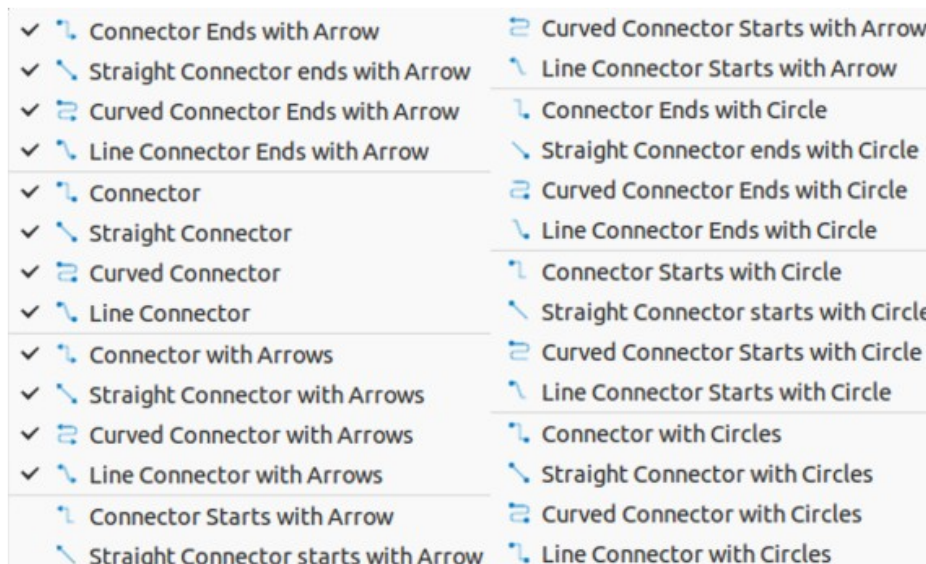 Connector Ends with Arrow
Straight Connector ends with Arrow
Curved Connector Ends with Arrow
Line Connector Ends with Arrow
Connector
Straight Connector
Curved Connector
Line Connector
Connector with Arrows
Straight Connector with Arrows
Curved Connector with Arrows
Line Connector with Arrows
Connector Starts with Arrow
Straight Connector starts with Arrow
Curved Connector Starts with Arrow
Line Connector Starts with Arrow
Connector Ends with Circle
Straight Connector ends with Circle
Curved Connector Ends with Circle
Line Connector Ends with Circle
Connector Starts with Circle
Straight Connector starts with Circle
Curved Connector Starts with Circle
Line Connector Starts with Circle
Connector with Circles
Straight Connector with Circles
Curved Connector with Circles
Line Connector with Circles